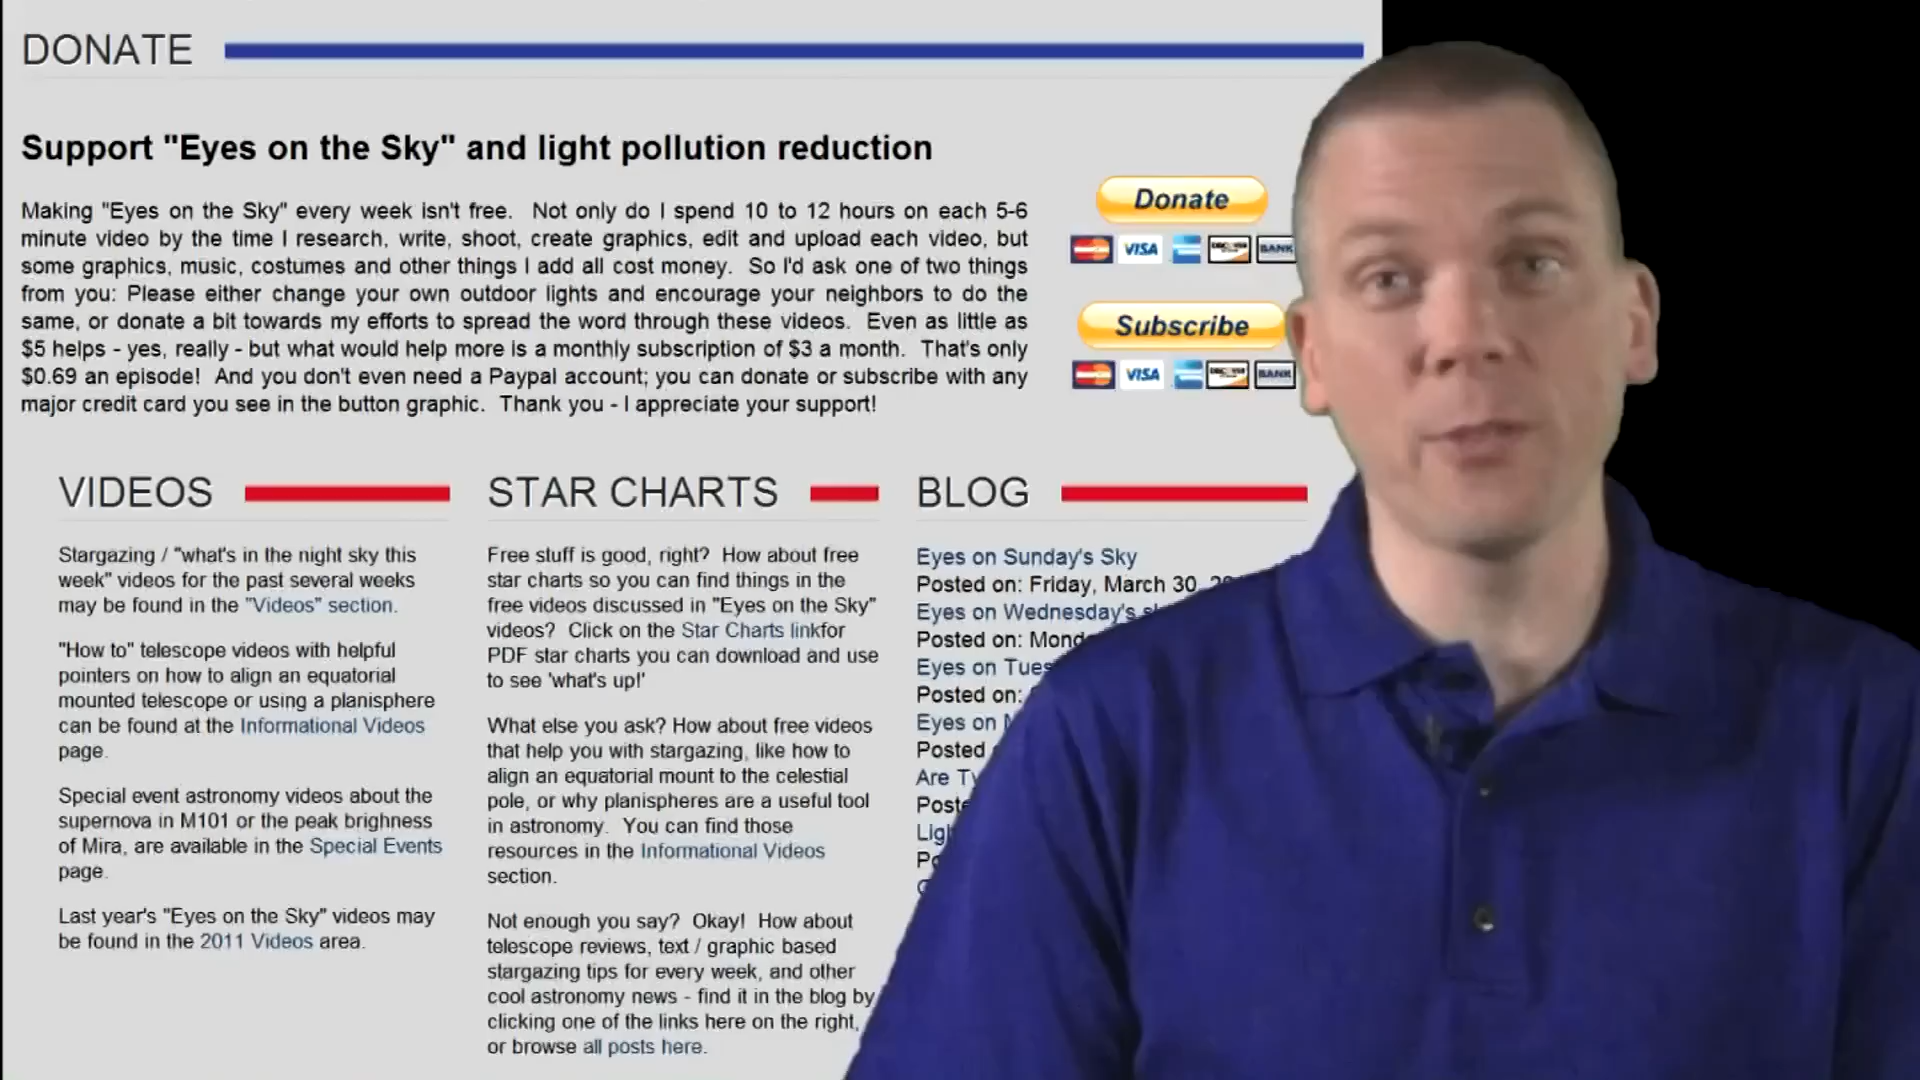 DONATE
Support "Eyes on the Sky" and light pollution reduction
Making "Eyes on the Sky" every week isn't free. Not only do I spend 10 to 12 hours on each 5-6
minute video by the time I research, write, shoot, create graphics, edit and upload each video, but
some graphics, music, costumes and other things I add all cost money. So I'd ask one of two things
from you: Please either change your own outdoor lights and encourage your neighbors to do the
same, or donate a bit towards my efforts to spread the word through these videos. Even as little as
$5 helps - yes, really - but what would help more is a monthly subscription of $3 a month. That's only
$0.69 an episode! And you don't even need a Paypal account; you can donate or subscribe with any
major credit card you see in the button graphic. Thank you - I appreciate your support!
Donate
MasterCard VISA DISCOVER BANK
Subscribe
MasterCard VISA DISCOVER BANK
VIDEOS
Stargazing / "what's in the night sky this
week" videos for the past several weeks
may be found in the "Videos" section.
"How to" telescope videos with helpful
pointers on how to align an equatorial
mounted telescope or using a planisphere
can be found at the Informational Videos
page.
Special event astronomy videos about the
supernova in M101 or the peak brighness
of Mira, are available in the Special Events
page.
Last year's "Eyes on the Sky" videos may
be found in the 2011 Videos area.
STAR CHARTS
Free stuff is good, right? How about free
star charts so you can find things in the
free videos discussed in "Eyes on the Sky"
videos? Click on the Star Charts linkfor
PDF star charts you can download and use
to see 'what's up!'
What else you ask? How about free videos
that help you with stargazing, like how to
align an equatorial mount to the celestial
pole, or why planispheres are a useful tool
in astronomy. You can find those
resources in the Informational Videos
section.
Not enough you say? Okay! How about
telescope reviews, text / graphic based
stargazing tips for every week, and other
cool astronomy news - find it in the blog by
clicking one of the links here on the right,
or browse all posts here.
BLOG
Eyes on Sunday's Sky
Posted on: Friday, March 30,
Eyes on Wednesday's
Posted on:
Eyes on
Posted on:
Eyes on
Posted
Are